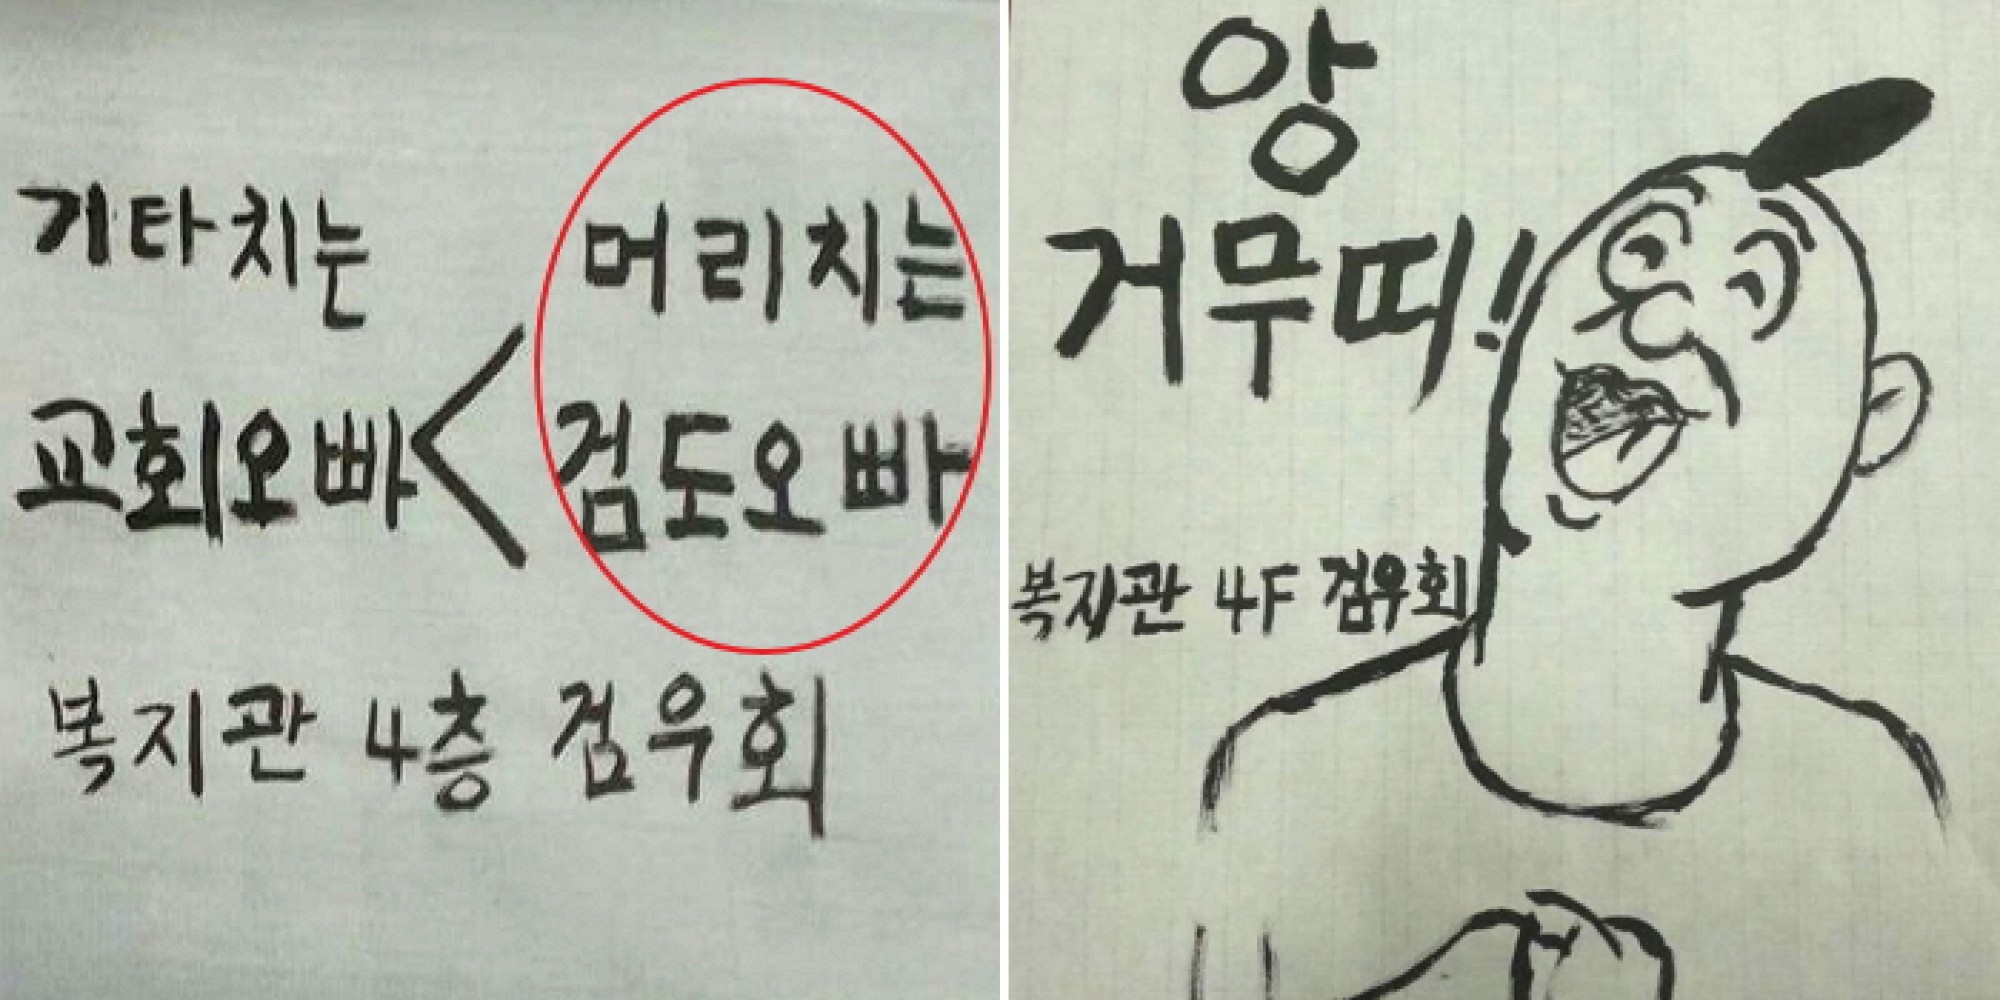 기타치는 머리치는
교회오빠 < 검도오빠
복지관 4층 검우회
앙
거무띠!
복지관 4F 검우회